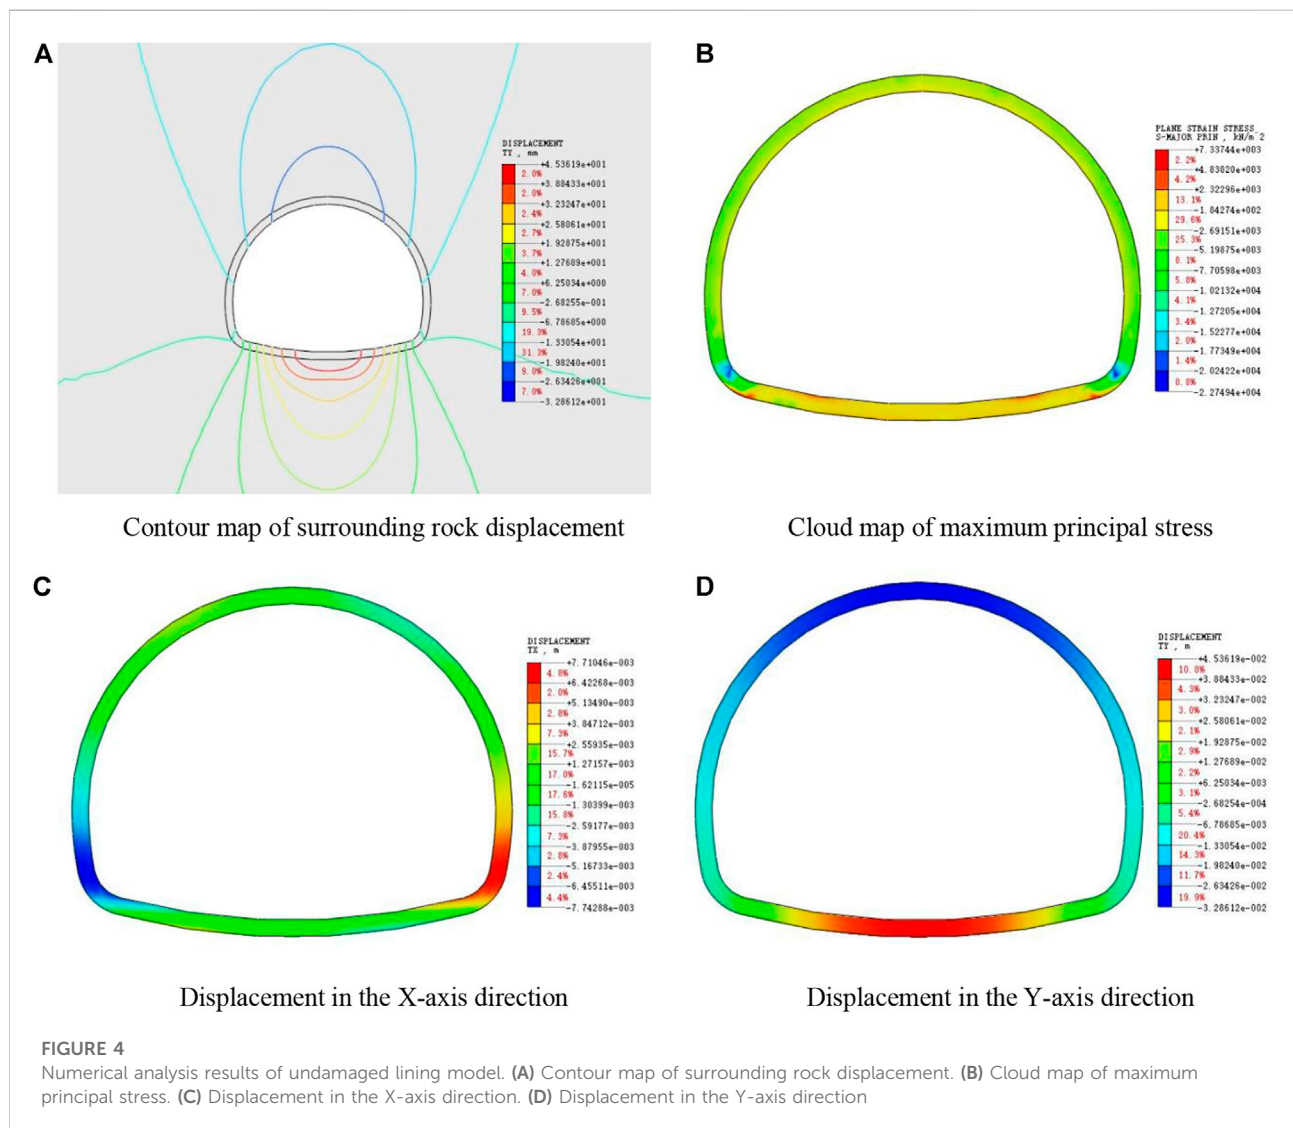 A
DISPLACEMENT
TY , mm
+4.53619e+001
2.0%
+3.88433e+001
2.0%
+3.23247e+001
2.4%
+2.58061e+001
2.7%
+1.92875e+001
3.7%
+1.27689e+001
4.0%
+6.25034e+000
7.0%
-2.68255e-001
9.5%
-6.78685e+000
19.3%
-1.33054e+001
31.3%
-1.98240e+001
9.0%
-2.63426e+001
7.0%
-3.28612e+001
Contour map of surrounding rock displacement
B
PLANE STRAIN STRESS
S-MAJOR PRIN , kN/m^2
+7.33744e+003
2.2%
+4.83020e+003
4.2%
+2.32296e+003
13.1%
-1.84274e+002
29.6%
-2.69151e+003
25.3%
-5.19875e+003
8.1%
-7.70598e+003
5.8%
-1.02132e+004
4.1%
-1.27205e+004
3.4%
-1.52277e+004
2.0%
-1.77349e+004
1.4%
-2.02422e+004
0.8%
-2.27494e+004
Cloud map of maximum principal stress
C
DISPLACEMENT
TX , m
+7.71046e-003
4.8%
+6.42268e-003
2.0%
+5.13490e-003
2.8%
+3.84712e-003
7.3%
+2.55935e-003
15.7%
+1.27157e-003
17.0%
-1.62115e-005
17.6%
-1.30399e-003
15.8%
-2.59177e-003
7.3%
-3.87955e-003
2.8%
-5.16733e-003
2.4%
-6.45511e-003
4.4%
-7.74288e-003
Displacement in the X-axis direction
D
DISPLACEMENT
TY , m
+4.53619e-002
10.8%
+3.88433e-002
4.3%
+3.23247e-002
3.0%
+2.58061e-002
2.1%
+1.92875e-002
2.9%
+1.27689e-002
2.2%
+6.25034e-003
3.1%
-2.68254e-004
5.4%
-6.78685e-003
20.4%
-1.33054e-002
14.3%
-1.98240e-002
11.7%
-2.63426e-002
19.9%
-3.28612e-002
Displacement in the Y-axis direction
FIGURE 4
Numerical analysis results of undamaged lining model. (A) Contour map of surrounding rock displacement. (B) Cloud map of maximum
principal stress. (C) Displacement in the X-axis direction. (D) Displacement in the Y-axis direction